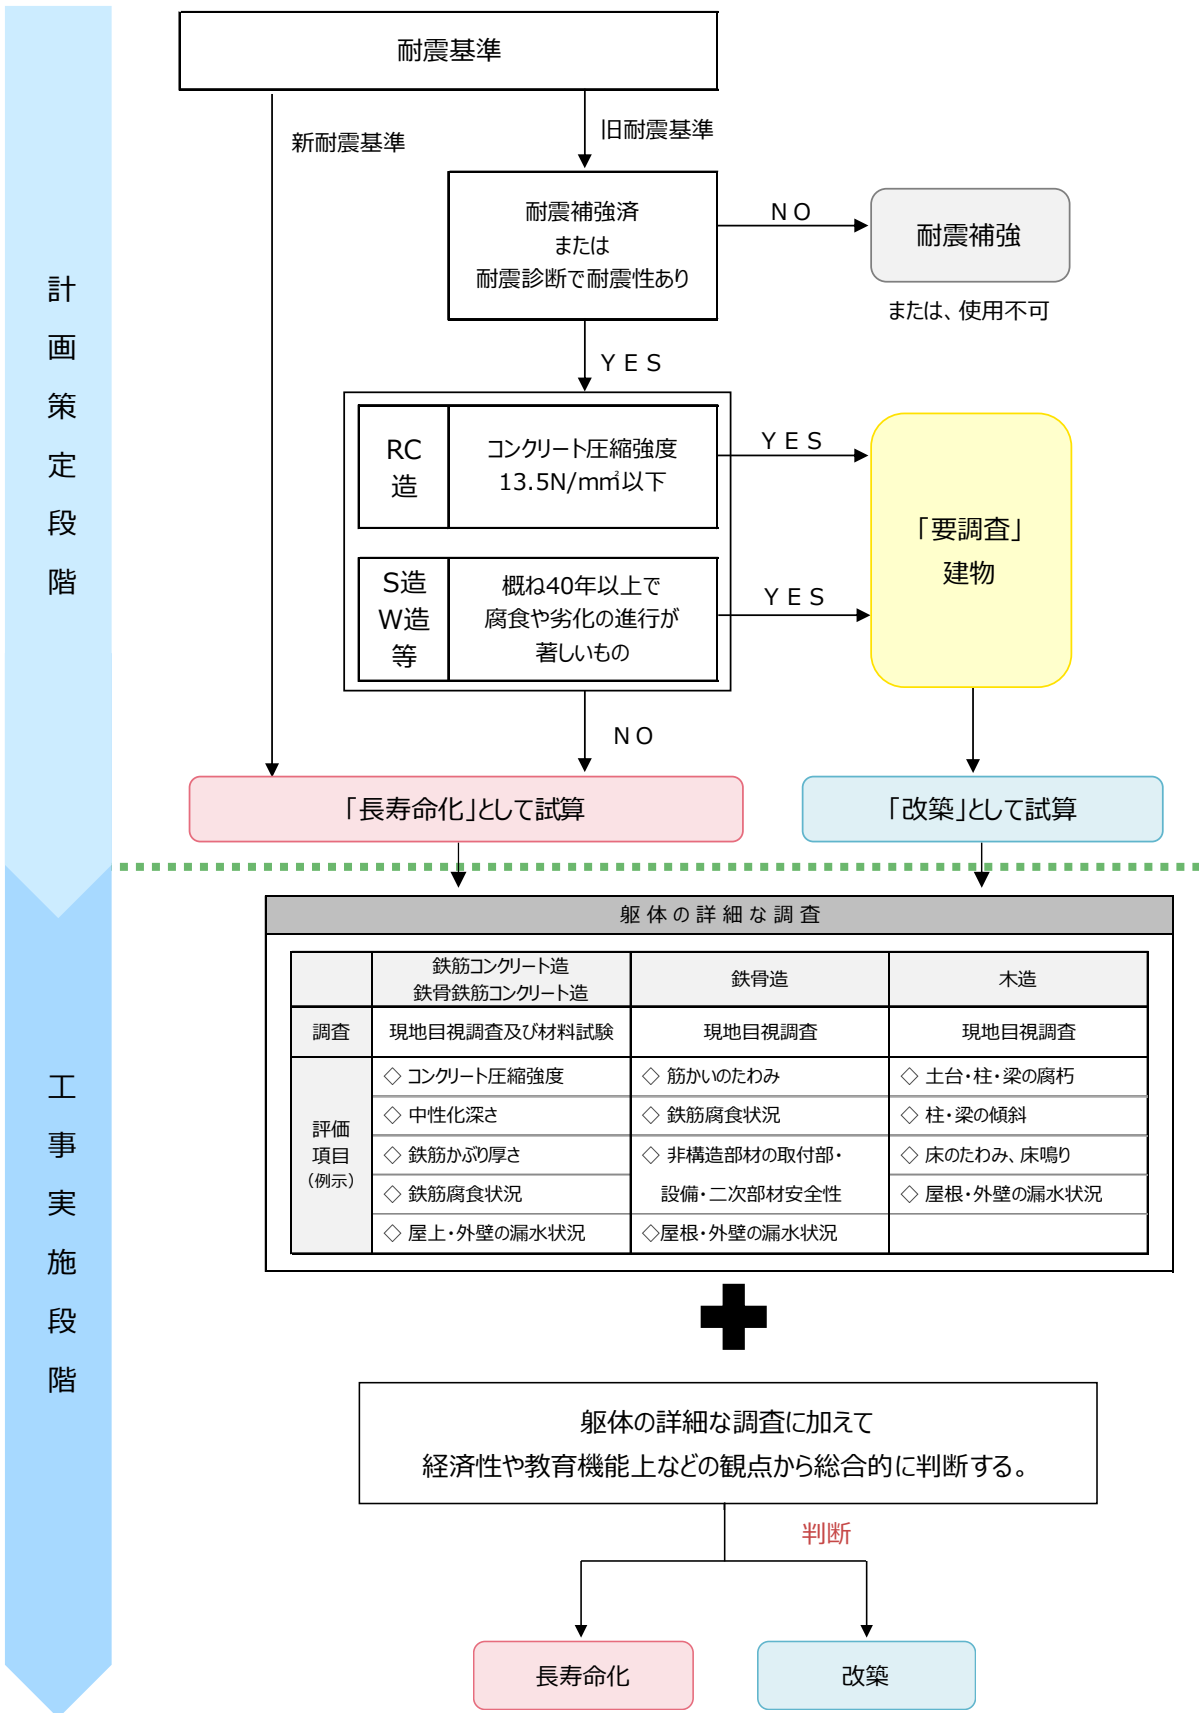 計画策定段階
耐震基準
新耐震基準
旧耐震基準
耐震補強済
または
耐震診断で耐震性あり
ＮＯ
耐震補強
または、使用不可
ＹＥＳ
RC
造
コンクリート圧縮強度
13.5N/m㎡以下
ＹＥＳ
S造
W造
等
概ね40年以上で
腐食や劣化の進行が
著しいもの
ＹＥＳ
「要調査」
建物
ＮＯ
「長寿命化」として試算
「改築」として試算
工事実施段階
躯体の詳細な調査
鉄筋コンクリート造
鉄骨鉄筋コンクリート造
鉄骨造
木造
調査
現地目視調査及び材料試験
現地目視調査
現地目視調査
評価
項目
（例示）
◇ コンクリート圧縮強度
◇ 筋かいのたわみ
◇ 土台・柱・梁の腐朽
◇ 中性化深さ
◇ 鉄筋腐食状況
◇ 柱・梁の傾斜
◇ 鉄筋かぶり厚さ
◇ 非構造部材の取付部・
◇ 床のたわみ、床鳴り
◇ 鉄筋腐食状況
設備・二次部材安全性
◇ 屋根・外壁の漏水状況
◇ 屋上・外壁の漏水状況
◇屋根・外壁の漏水状況
躯体の詳細な調査に加えて
経済性や教育機能上などの観点から総合的に判断する。
判断
長寿命化
改築